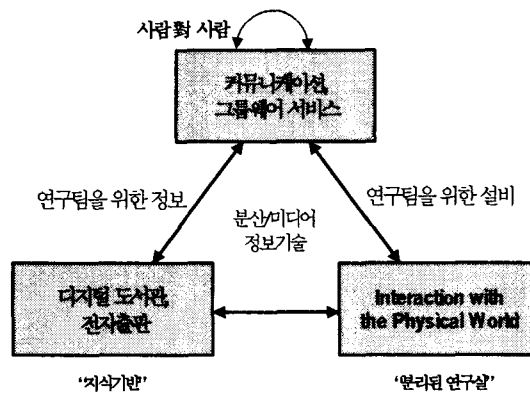 사람 對 사람
커뮤니케이션,
그룹웨어 서비스
연구팀을 위한 정보
연구팀을 위한 설비
분산/미디어
정보기술
디지털 도서관,
전자출판
Interaction with
the Physical World
"지식기반"
"분리된 연구실"